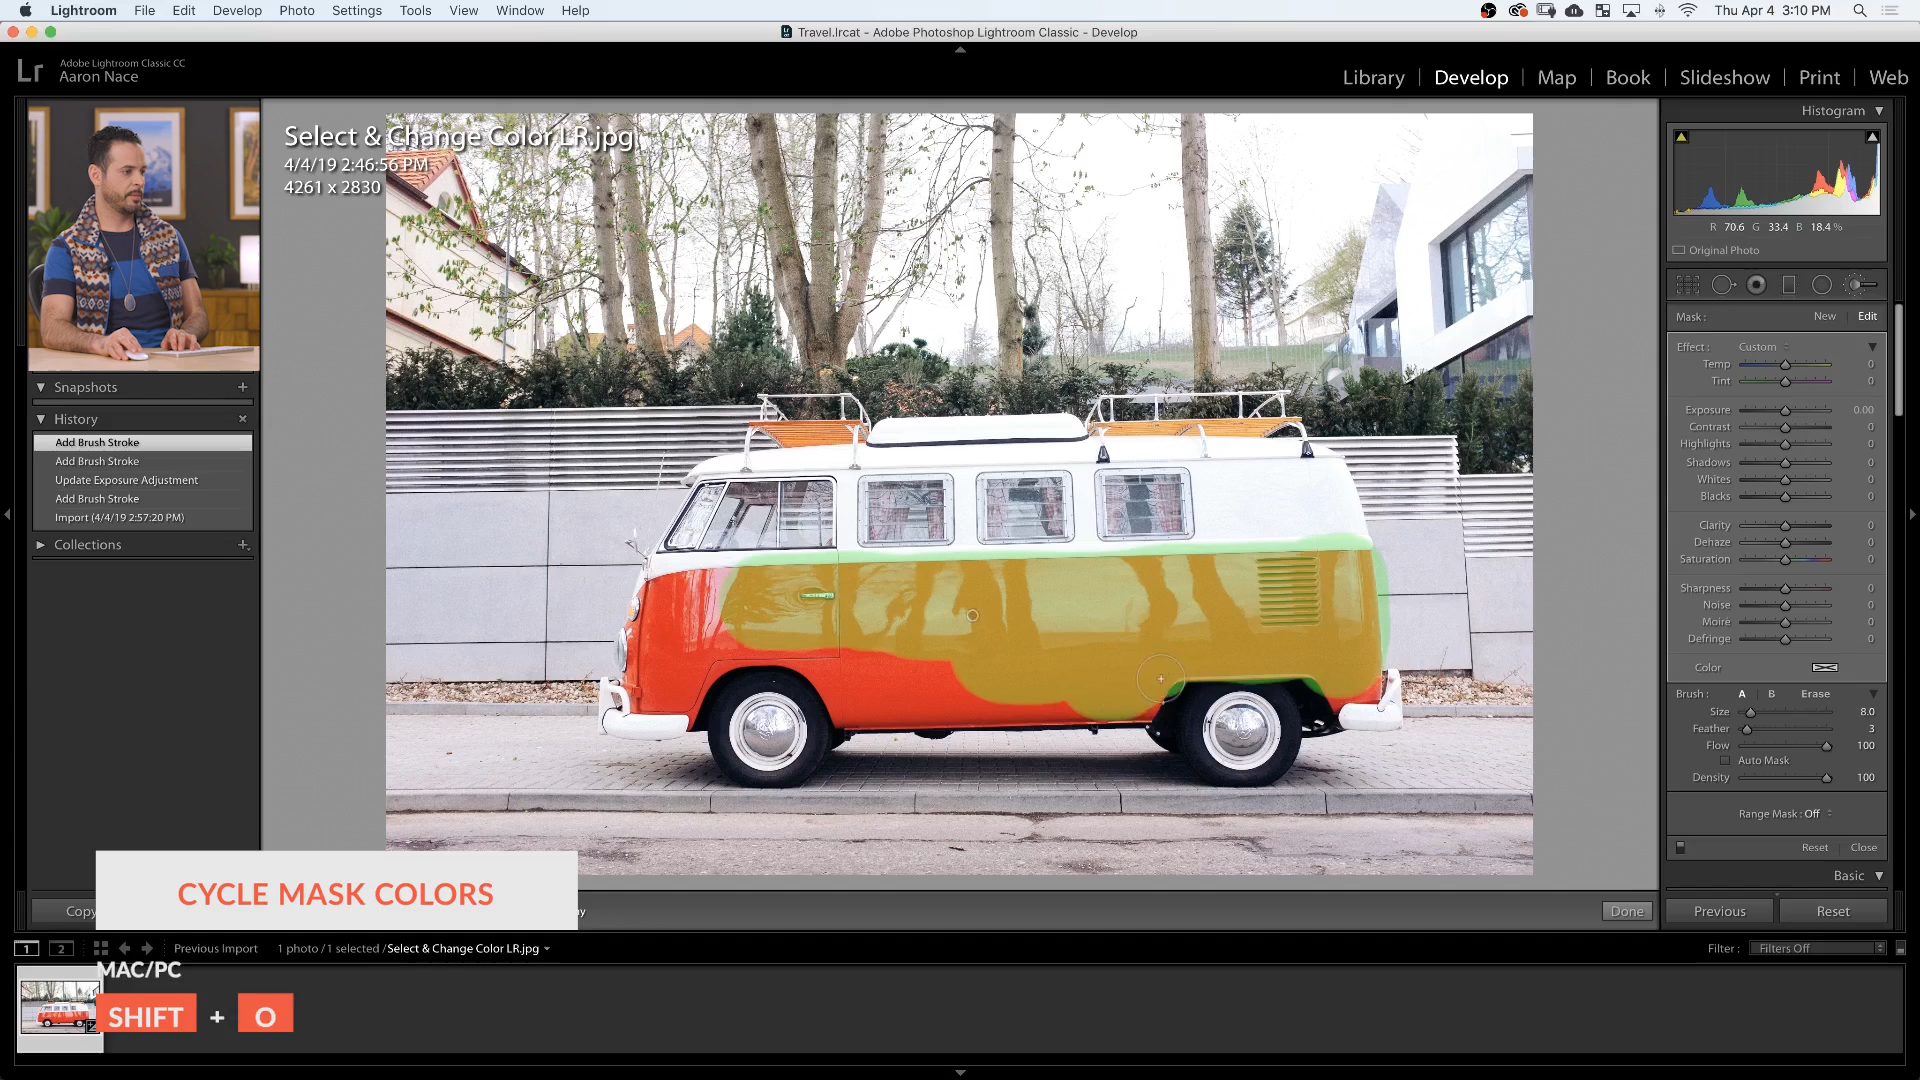 Lightroom File Edit Develop Photo Settings Tools View Window Help
Thu Apr 4 3:10 PM
Travel.lrcat - Adobe Photoshop Lightroom Classic - Develop
Lr
Adobe Lightroom Classic CC
Aaron Nace
Library | Develop | Map | Book | Slideshow | Print | Web
Select & Change Color LR.jpg
4/4/19 2:46:56 PM
4261 x 2830
Snapshots +
History ×
Add Brush Stroke
Add Brush Stroke
Update Exposure Adjustment
Add Brush Stroke
Import (4/4/19 2:57:20 PM)
Collections +
Histogram
R 70.6 G 33.4 B 18.4 %
Original Photo
Mask : New Edit
Effect : Custom
Temp 0
Tint 0
Exposure 0.00
Contrast 0
Highlights 0
Shadows 0
Whites 0
Blacks 0
Clarity 0
Dehaze 0
Saturation 0
Sharpness 0
Noise 0
Moiré 0
Defringe 0
Color
Brush : A B Erase
Size 8.0
Feather 3
Flow 100
Auto Mask
Density 100
Range Mask : Off
Reset Close
Basic
Previous Reset
CYCLE MASK COLORS
Copy
Done
1 2 Previous Import 1 photo / 1 selected / Select & Change Color LR.jpg
Filter : Filters Off
MAC/PC
SHIFT + O